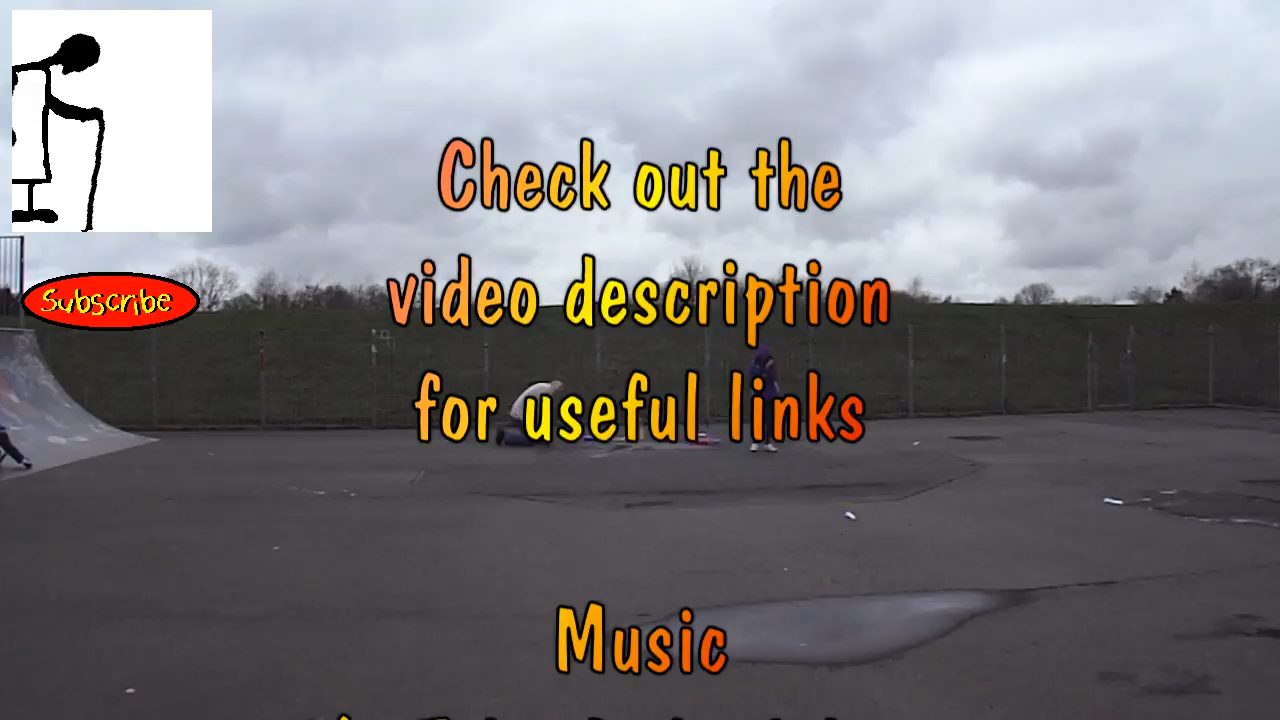 Subscribe
Check out the
video description
for useful links
Music